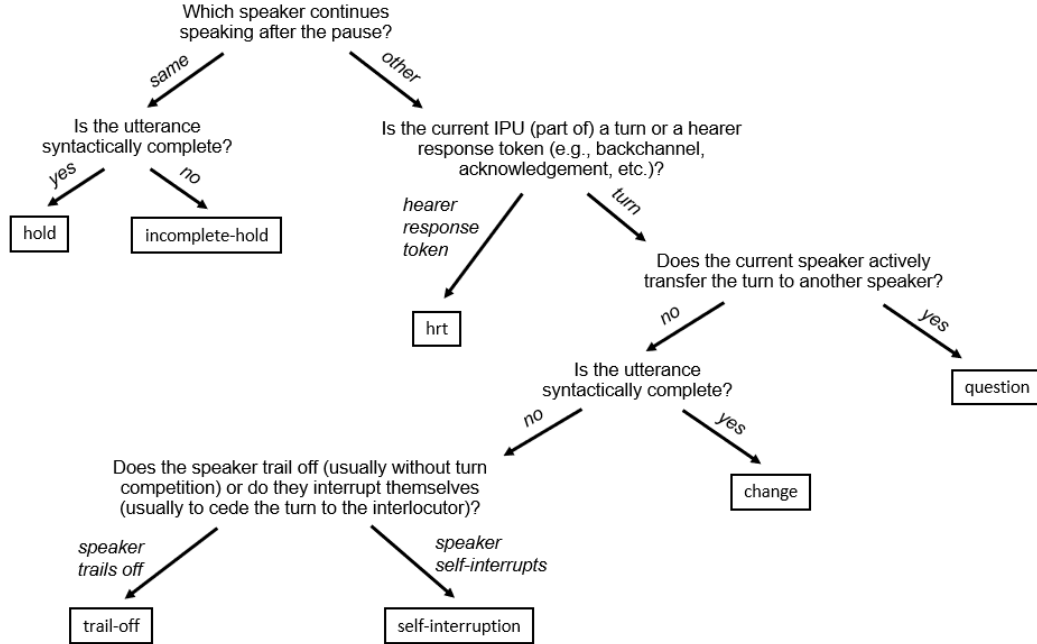 Which speaker continues
speaking after the pause?
same
other
Is the utterance
syntactically complete?
Is the current IPU (part of) a turn or a hearer
response token (e.g., backchannel,
acknowledgement, etc.)?
yes
no
hold
incomplete-hold
hearer
response
token
turn
hrt
Does the current speaker actively
transfer the turn to another speaker?
no
yes
Is the utterance
syntactically complete?
question
no
yes
Does the speaker trail off (usually without turn
competition) or do they interrupt themselves
(usually to cede the turn to the interlocutor)?
change
speaker
trails off
speaker
self-interrupts
trail-off
self-interruption